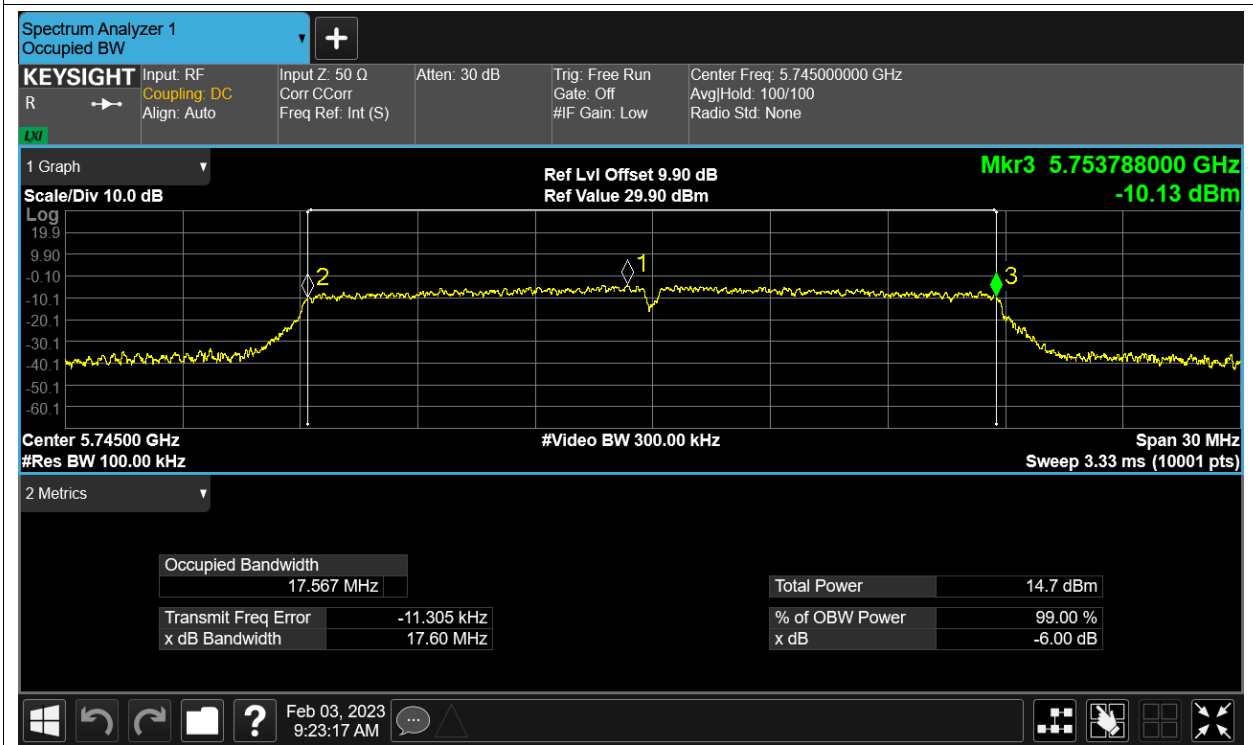 Spectrum Analyzer 1
Occupied BW
KEYSIGHT
R
LXI
Input: RF
Coupling: DC
Align: Auto
Input Z: 50 Ω
Corr CCorr
Freq Ref: Int (S)
Atten: 30 dB
Trig: Free Run
Gate: Off
#IF Gain: Low
Center Freq: 5.745000000 GHz
Avg|Hold: 100/100
Radio Std: None
1 Graph
Scale/Div 10.0 dB
Ref Lvl Offset 9.90 dB
Ref Value 29.90 dBm
Mkr3 5.753788000 GHz
-10.13 dBm
Log
19.9
9.90
-0.10
-10.1
-20.1
-30.1
-40.1
-50.1
-60.1
2
1
3
Center 5.74500 GHz
#Res BW 100.00 kHz
#Video BW 300.00 kHz
Span 30 MHz
Sweep 3.33 ms (10001 pts)
2 Metrics
Occupied Bandwidth
17.567 MHz
Transmit Freq Error -11.305 kHz
x dB Bandwidth 17.60 MHz
Total Power 14.7 dBm
% of OBW Power 99.00 %
x dB -6.00 dB
?
Feb 03, 2023
9:23:17 AM